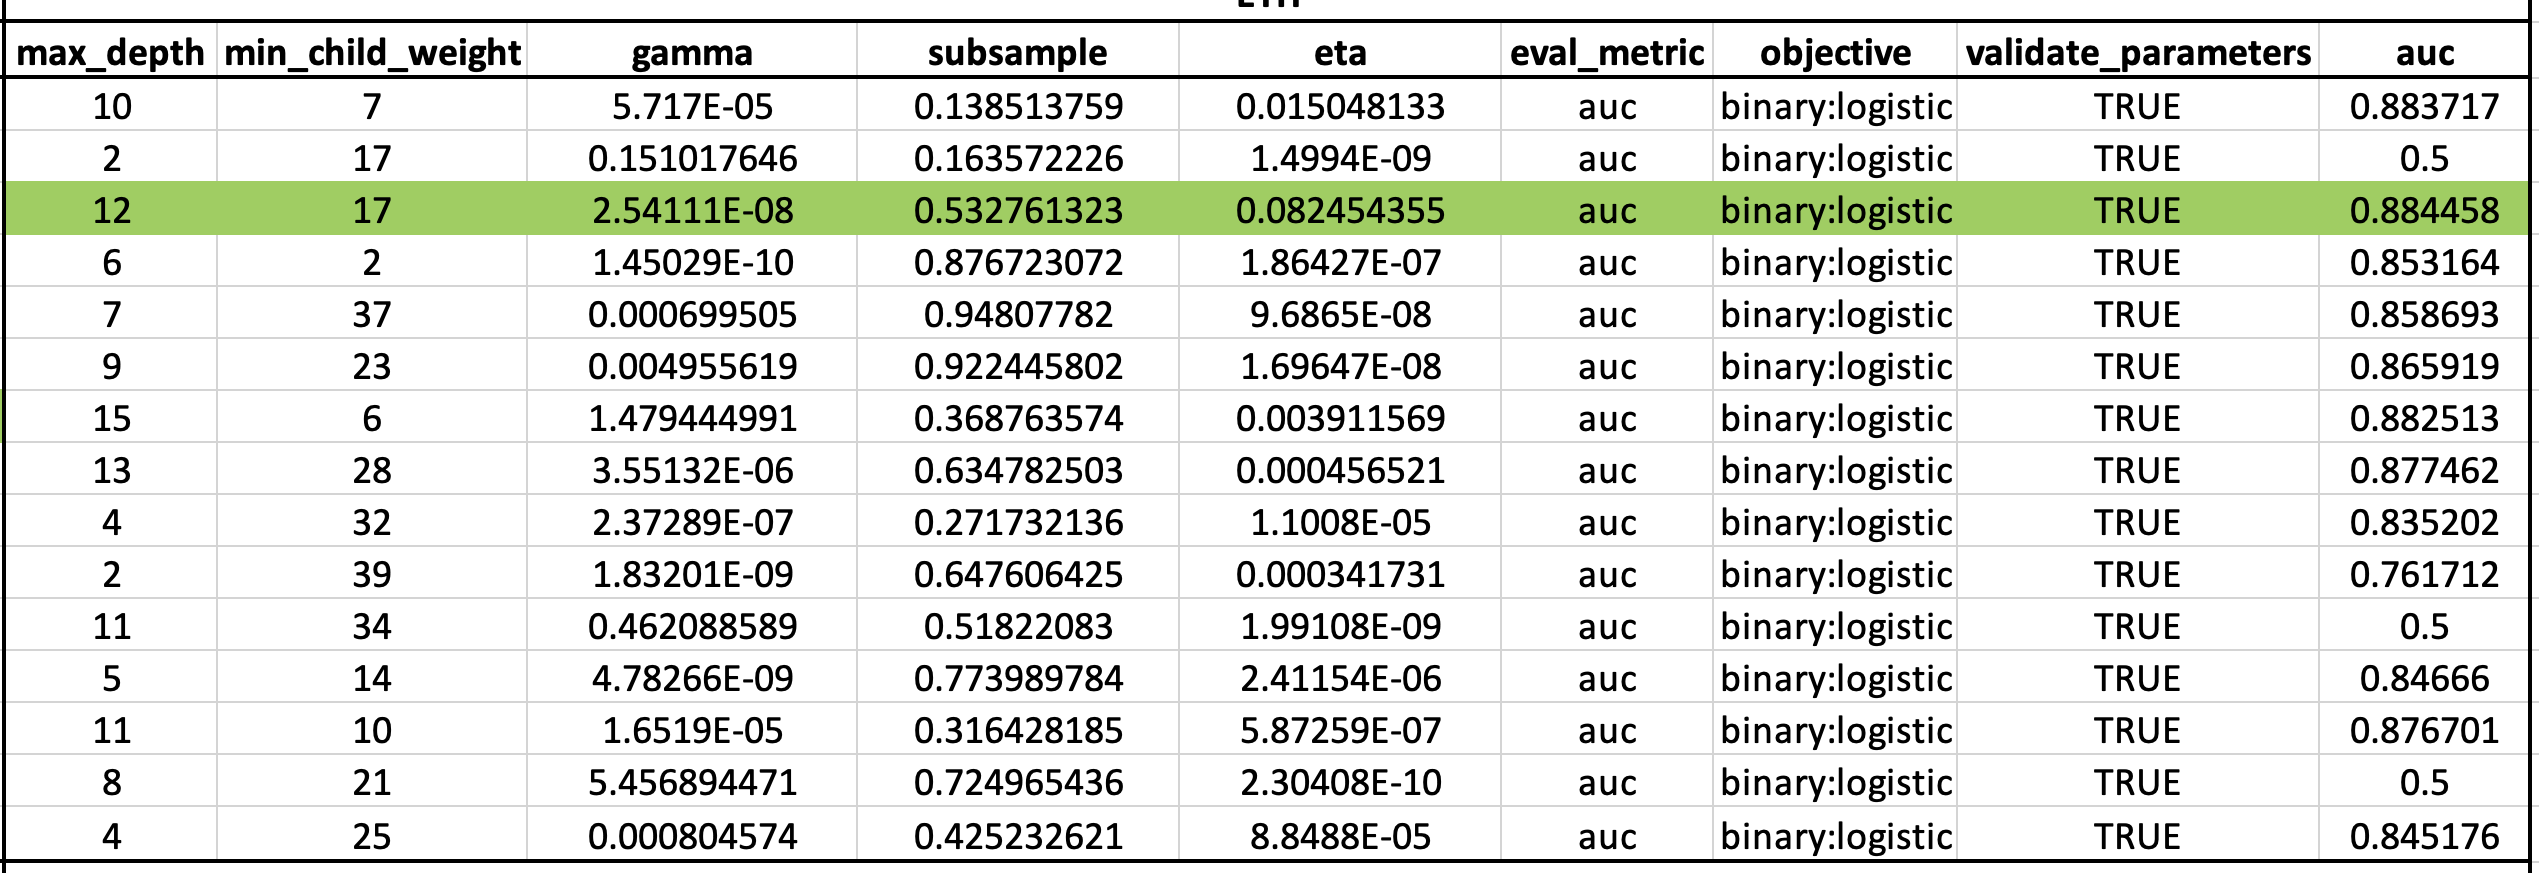 max_depth min_child_weight gamma subsample eta eval_metric objective validate_parameters auc
10 7 5.717E-05 0.138513759 0.015048133 auc binary:logistic TRUE 0.883717
2 17 0.151017646 0.163572226 1.4994E-09 auc binary:logistic TRUE 0.5
12 17 2.54111E-08 0.532761323 0.082454355 auc binary:logistic TRUE 0.884458
6 2 1.45029E-10 0.876723072 1.86427E-07 auc binary:logistic TRUE 0.853164
7 37 0.000699505 0.94807782 9.6865E-08 auc binary:logistic TRUE 0.858693
9 23 0.004955619 0.922445802 1.69647E-08 auc binary:logistic TRUE 0.865919
15 6 1.479444991 0.368763574 0.003911569 auc binary:logistic TRUE 0.882513
13 28 3.55132E-06 0.634782503 0.000456521 auc binary:logistic TRUE 0.877462
4 32 2.37289E-07 0.271732136 1.1008E-05 auc binary:logistic TRUE 0.835202
2 39 1.83201E-09 0.647606425 0.000341731 auc binary:logistic TRUE 0.761712
11 34 0.462088589 0.51822083 1.99108E-09 auc binary:logistic TRUE 0.5
5 14 4.78266E-09 0.773989784 2.41154E-06 auc binary:logistic TRUE 0.84666
11 10 1.6519E-05 0.316428185 5.87259E-07 auc binary:logistic TRUE 0.876701
8 21 5.456894471 0.724965436 2.30408E-10 auc binary:logistic TRUE 0.5
4 25 0.000804574 0.425232621 8.8488E-05 auc binary:logistic TRUE 0.845176